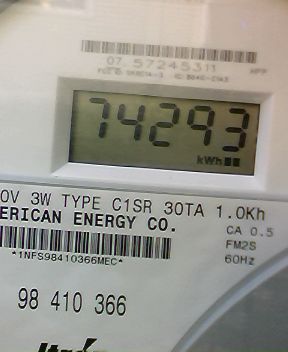 07 57245311
74293
kWh
0V 3W TYPE C1SR 30TA 1.0Kh
ERICAN ENERGY CO.
CA 0.5
FM2S
60Hz
*1NFS98410366MEC*
98 410 366
Itron